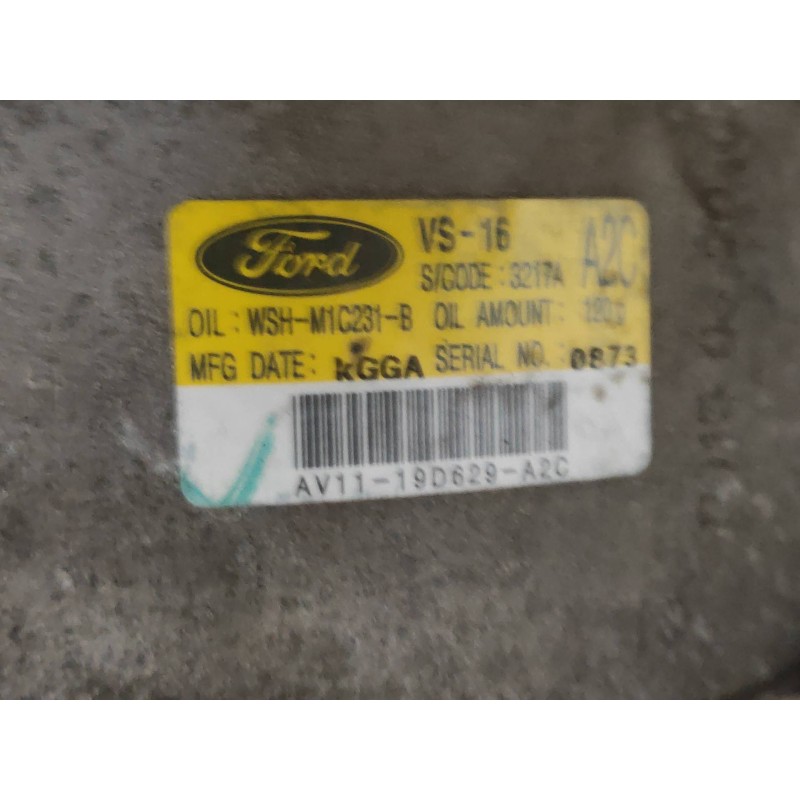 Ford VS-16 A2C
S/CODE : 3217A
OIL : WSH-M1C231-B OIL AMOUNT :
MFG DATE: KGGA SERIAL NO. 0873
AV11-19D629-A2C